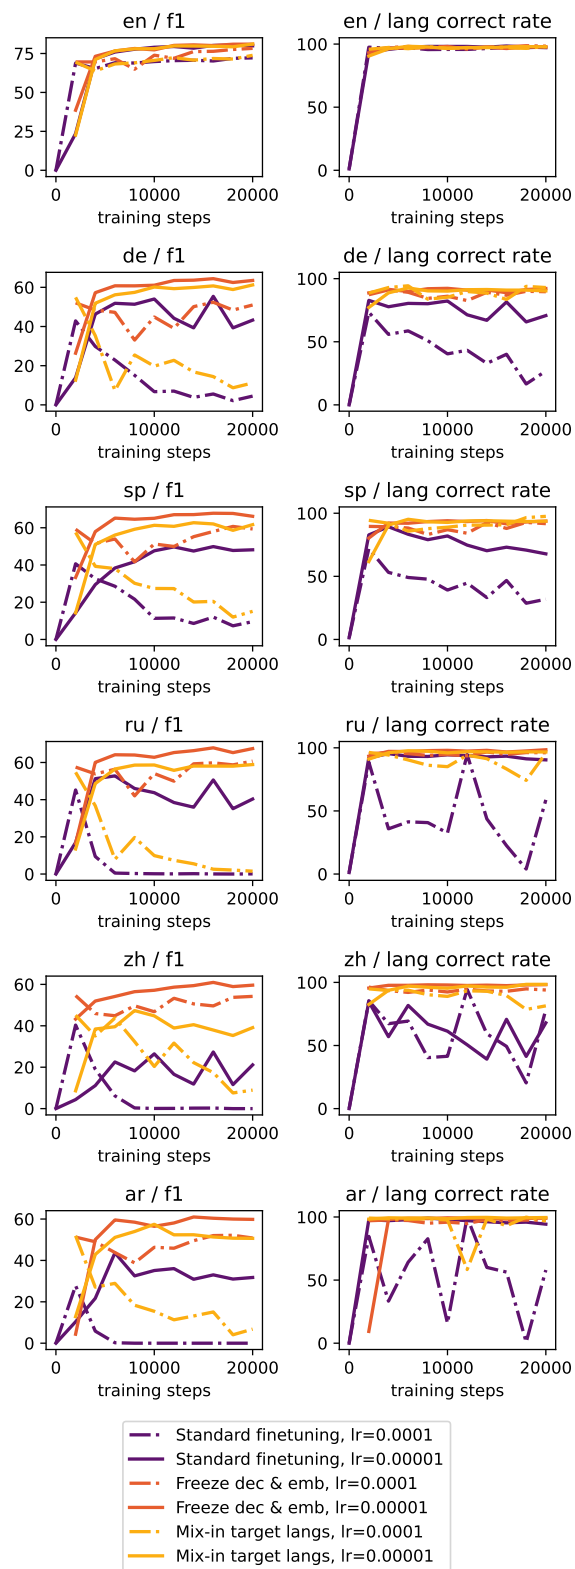 en / f1
en / lang correct rate
75
50
25
0
100
50
0
0 10000 20000
0 10000 20000
training steps
training steps
de / f1
de / lang correct rate
60
40
20
0
100
50
0
0 10000 20000
0 10000 20000
training steps
training steps
sp / f1
sp / lang correct rate
60
40
20
0
100
50
0
0 10000 20000
0 10000 20000
training steps
training steps
ru / f1
ru / lang correct rate
60
40
20
0
100
50
0
0 10000 20000
0 10000 20000
training steps
training steps
zh / f1
zh / lang correct rate
60
40
20
0
100
50
0
0 10000 20000
0 10000 20000
training steps
training steps
ar / f1
ar / lang correct rate
60
40
20
0
100
50
0
0 10000 20000
0 10000 20000
training steps
training steps
Standard finetuning, lr=0.0001
Standard finetuning, lr=0.00001
Freeze dec & emb, lr=0.0001
Freeze dec & emb, lr=0.00001
Mix-in target langs, lr=0.0001
Mix-in target langs, lr=0.00001